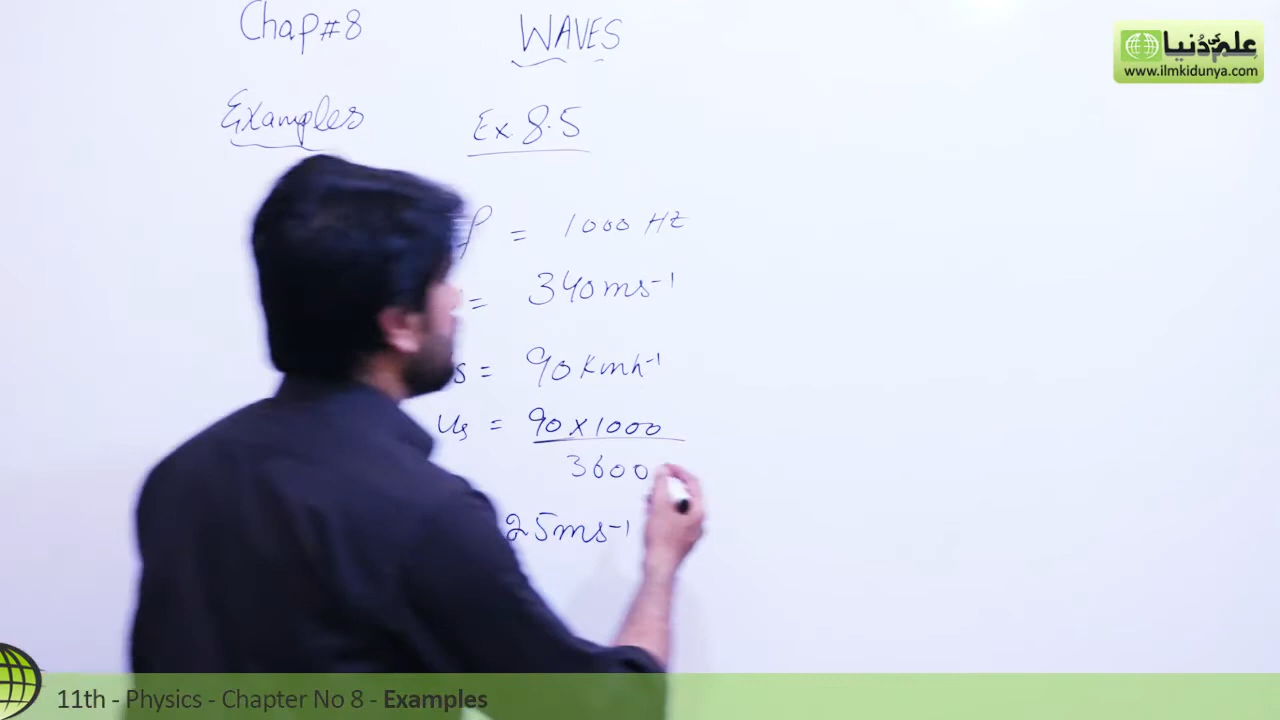 Chap#8 WAVES
علم کی دنیا
www.ilmkidunya.com
Examples Ex. 8.5
f = 1000 Hz
= 340 ms⁻¹
s = 90 Kmh⁻¹
us = 90 x 1000
3600
25 ms⁻¹
11th - Physics - Chapter No 8 - Examples